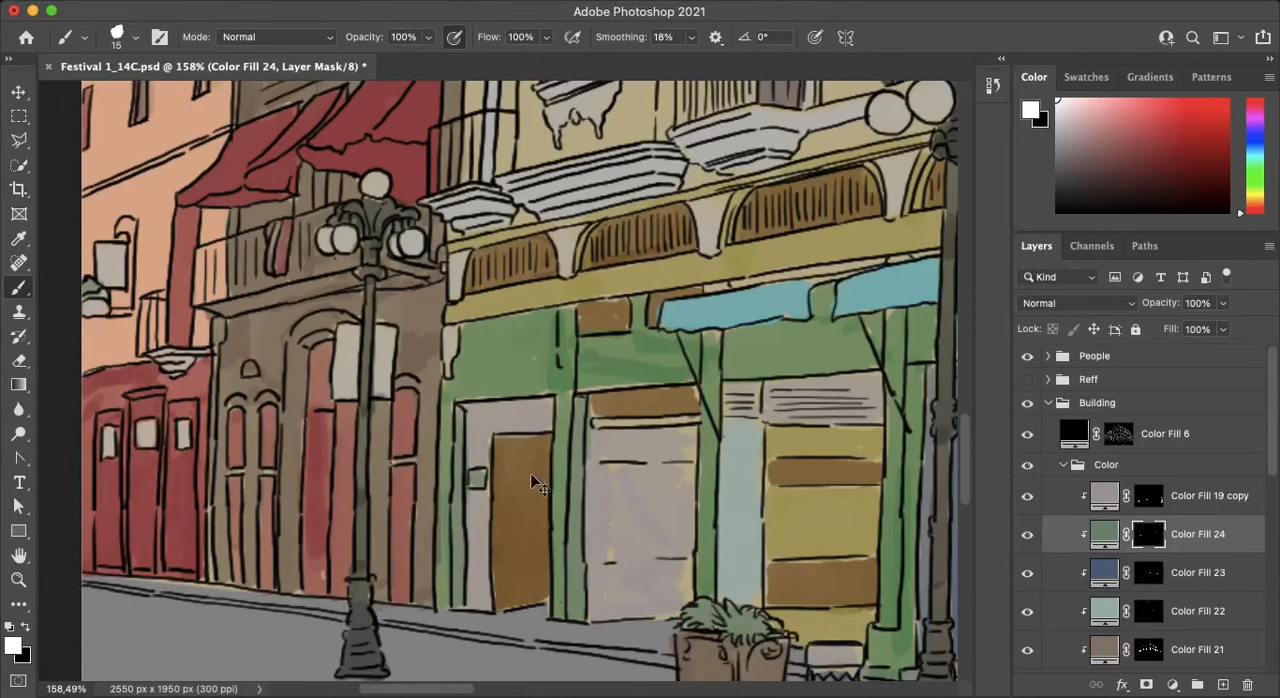 Adobe Photoshop 2021
15
Mode: Normal
Opacity: 100%
Flow: 100%
Smoothing: 18%
0°
Festival 1_14C.psd @ 158% (Color Fill 24, Layer Mask/8) *
Color
Swatches
Gradients
Patterns
Layers
Channels
Paths
Kind
Normal
Opacity: 100%
Lock:
Fill: 100%
People
Reff
Building
Color Fill 6
Color
Color Fill 19 copy
Color Fill 24
Color Fill 23
Color Fill 22
Color Fill 21
158,49%
2550 px x 1950 px (300 ppi)